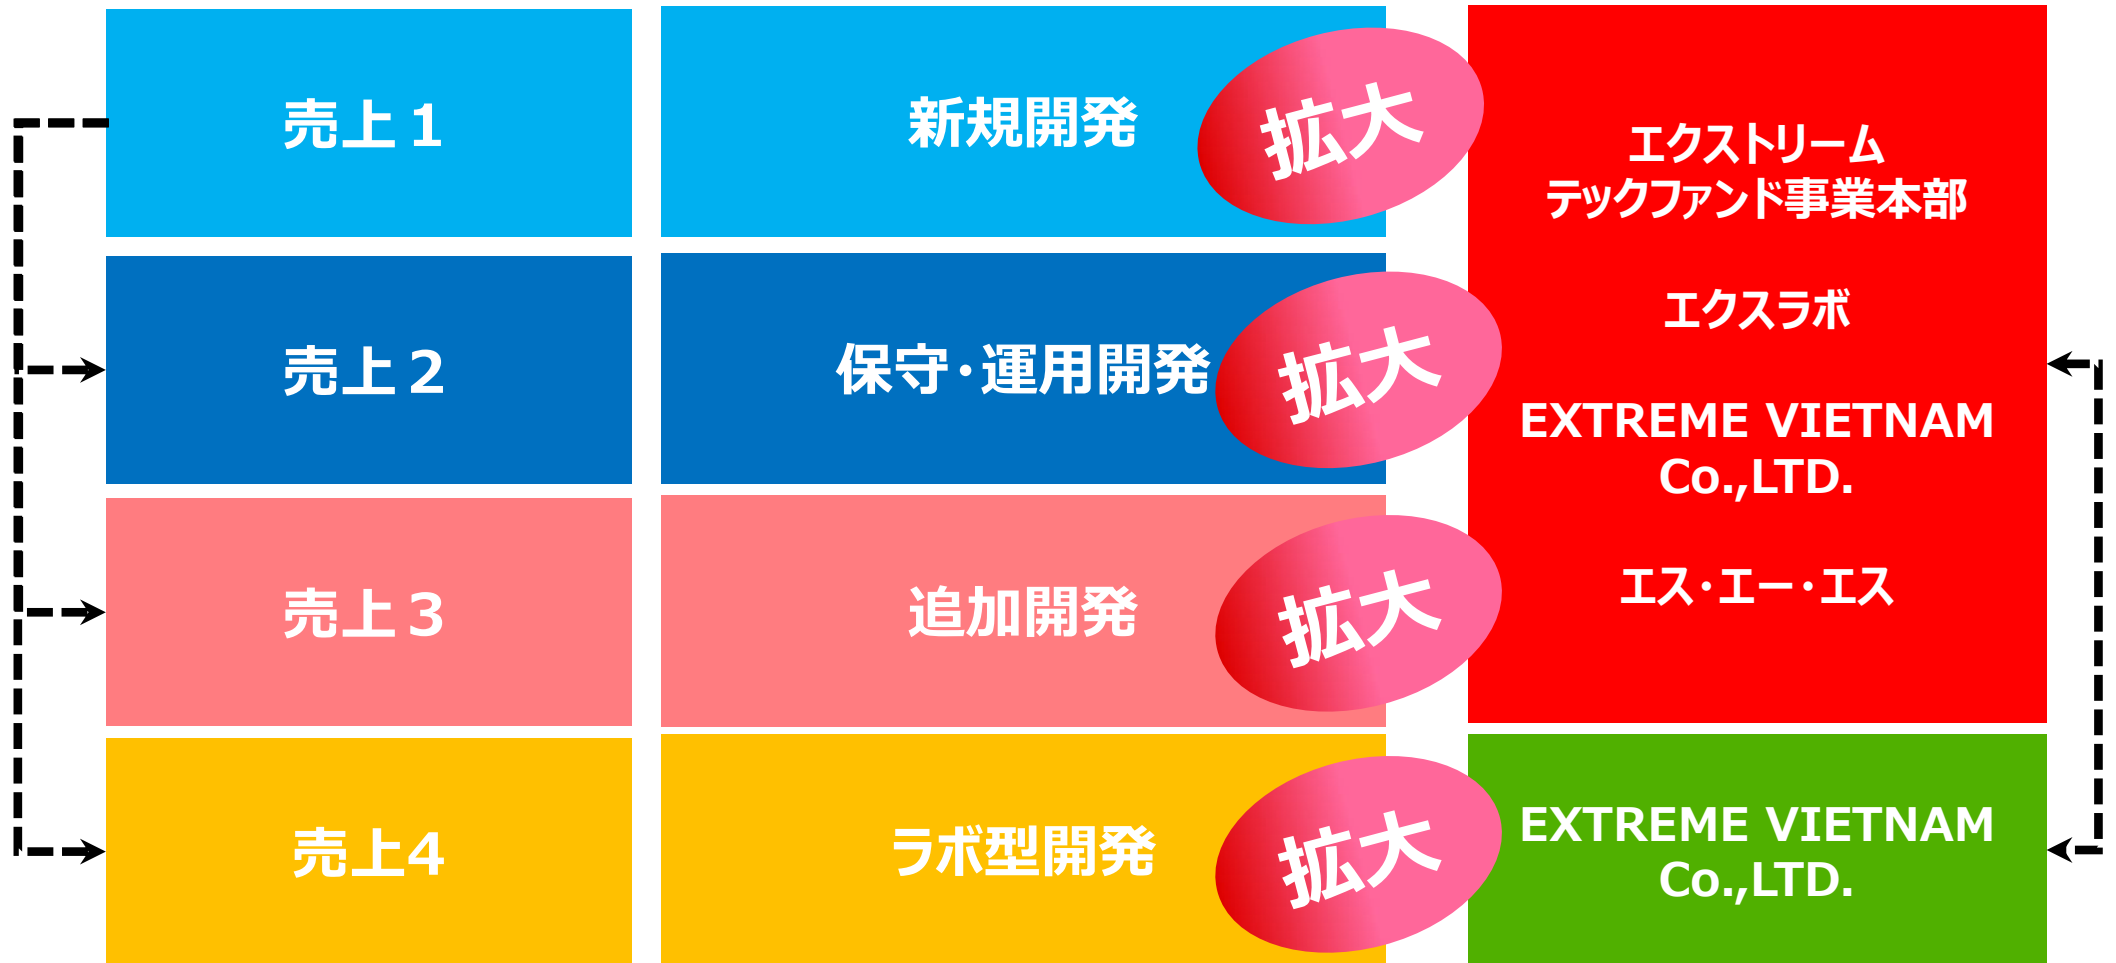 売上１
新規開発
拡大
売上２
保守・運用開発
拡大
売上３
追加開発
拡大
売上4
ラボ型開発
拡大
エクストリーム
テックファンド事業本部
エクスラボ
EXTREME VIETNAM
Co.,LTD.
エス・エー・エス
EXTREME VIETNAM
Co.,LTD.